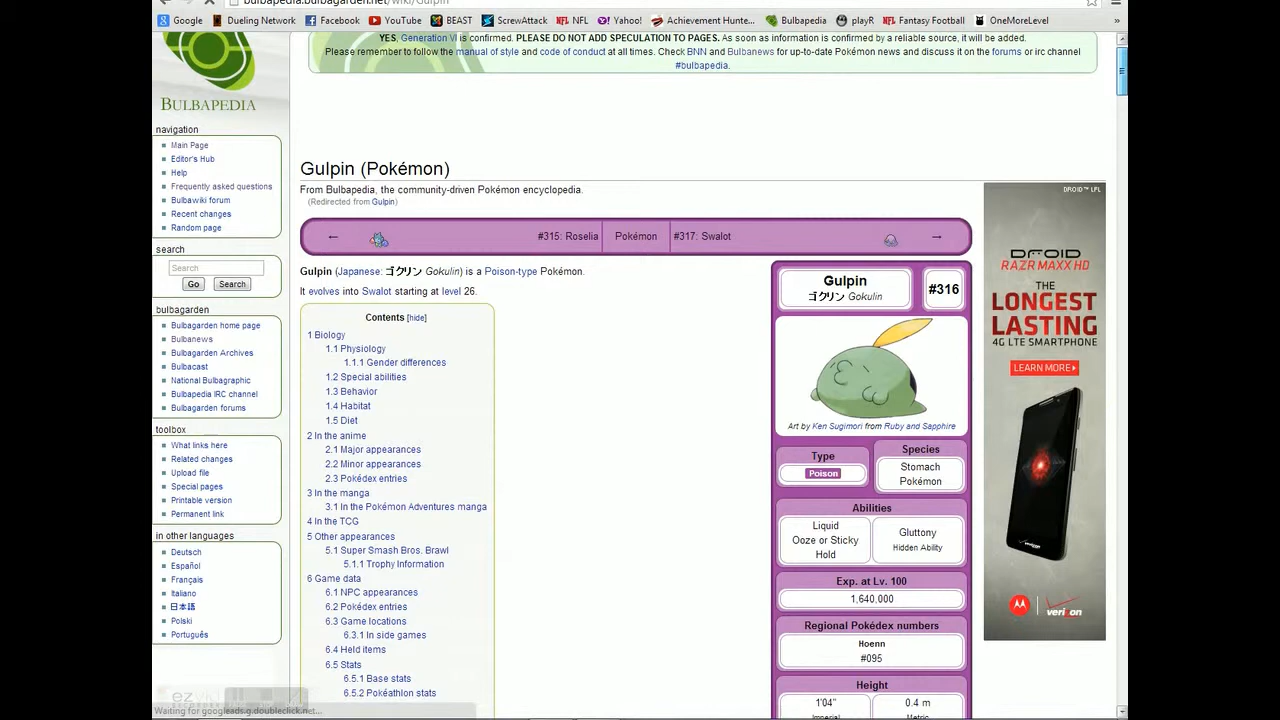 bulbapedia.bulbagarden.net/wiki/Gulpin
Google Dueling Network Facebook YouTube BEAST ScrewAttack NFL NFL Yahoo! Achievement Hunte... Bulbapedia playR NFL Fantasy Football OneMoreLevel
YES, Generation VI is confirmed. PLEASE DO NOT ADD SPECULATION TO PAGES. As soon as information is confirmed by a reliable source, it will be added.
Please remember to follow the manual of style and code of conduct at all times. Check BNN and Bulbanews for up-to-date Pokémon news and discuss it on the forums or irc channel
#bulbapedia.
BULBAPEDIA
navigation
Main Page
Editor's Hub
Help
Frequently asked questions
Bulbawiki forum
Recent changes
Random page
search
Search
Go Search
bulbagarden
Bulbagarden home page
Bulbanews
Bulbagarden Archives
Bulbacast
National Bulbagraphic
Bulbapedia IRC channel
Bulbagarden forums
toolbox
What links here
Related changes
Upload file
Special pages
Printable version
Permanent link
in other languages
Deutsch
Español
Français
Italiano
日本語
Polski
Português
Gulpin (Pokémon)
From Bulbapedia, the community-driven Pokémon encyclopedia.
(Redirected from Gulpin)
← #315: Roselia Pokémon #317: Swalot →
Gulpin (Japanese: ゴクリン Gokulin) is a Poison-type Pokémon.
It evolves into Swalot starting at level 26.
Contents [hide]
1 Biology
1.1 Physiology
1.1.1 Gender differences
1.2 Special abilities
1.3 Behavior
1.4 Habitat
1.5 Diet
2 In the anime
2.1 Major appearances
2.2 Minor appearances
2.3 Pokédex entries
3 In the manga
3.1 In the Pokémon Adventures manga
4 In the TCG
5 Other appearances
5.1 Super Smash Bros. Brawl
5.1.1 Trophy Information
6 Game data
6.1 NPC appearances
6.2 Pokédex entries
6.3 Game locations
6.3.1 In side games
6.4 Held items
6.5 Stats
6.5.1 Base stats
6.5.2 Pokéathlon stats
Gulpin
ゴクリン Gokulin
#316
Art by Ken Sugimori from Ruby and Sapphire
Type
Poison
Species
Stomach
Pokémon
Abilities
Liquid
Ooze or Sticky
Hold
Gluttony
Hidden Ability
Exp. at Lv. 100
1,640,000
Regional Pokédex numbers
Hoenn
#095
Height
1'04" 0.4 m
Imperial Metric
DROID™ LFL
DROID
RAZR MAXX HD
THE
LONGEST
LASTING
4G LTE SMARTPHONE
LEARN MORE
MOTOROLA
verizon
Waiting for googleads.g.doubleclick.net...